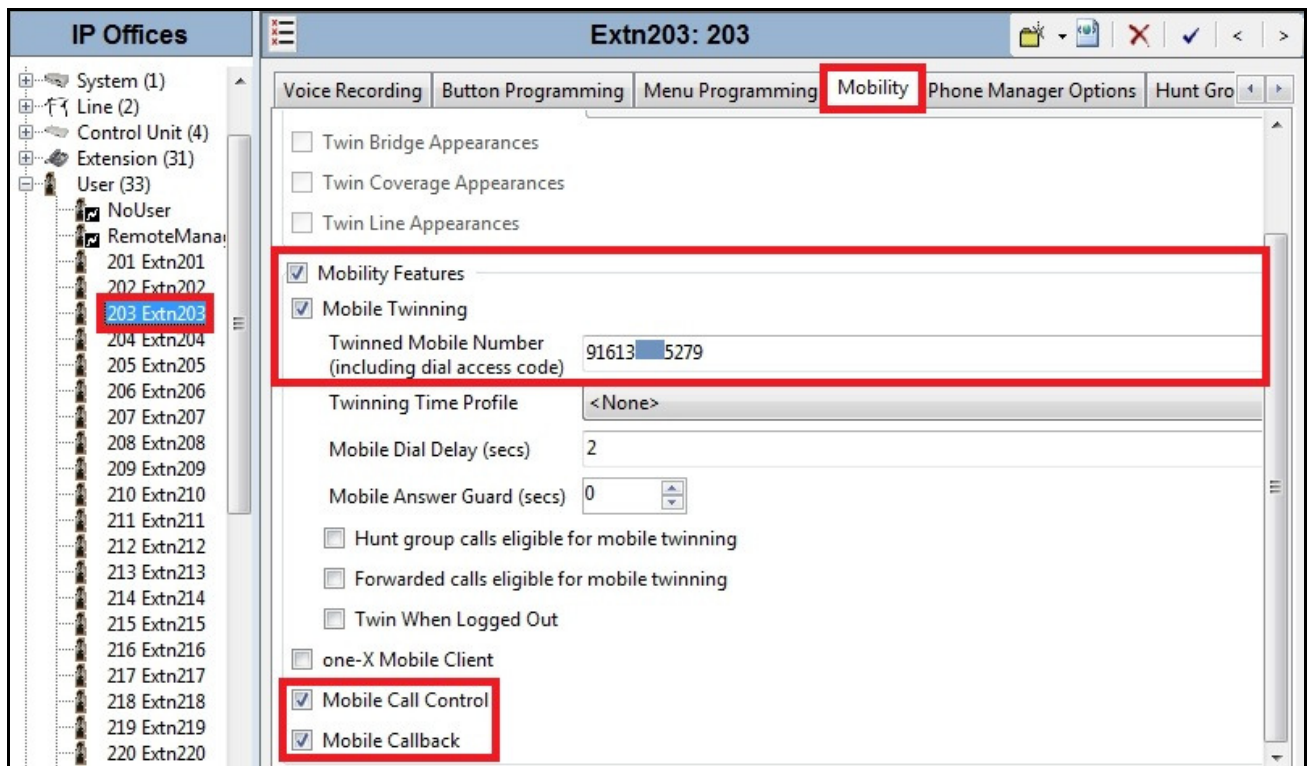 IP Offices
System (1)
Line (2)
Control Unit (4)
Extension (31)
User (33)
NoUser
RemoteManag
201 Extn201
202 Extn202
203 Extn203
204 Extn204
205 Extn205
206 Extn206
207 Extn207
208 Extn208
209 Extn209
210 Extn210
211 Extn211
212 Extn212
213 Extn213
214 Extn214
215 Extn215
216 Extn216
217 Extn217
218 Extn218
219 Extn219
220 Extn220
Extn203: 203
Voice Recording Button Programming Menu Programming Mobility Phone Manager Options Hunt Gro
Twin Bridge Appearances
Twin Coverage Appearances
Twin Line Appearances
Mobility Features
Mobile Twinning
Twinned Mobile Number
(including dial access code) 91613 5279
Twinning Time Profile <None>
Mobile Dial Delay (secs) 2
Mobile Answer Guard (secs) 0
Hunt group calls eligible for mobile twinning
Forwarded calls eligible for mobile twinning
Twin When Logged Out
one-X Mobile Client
Mobile Call Control
Mobile Callback